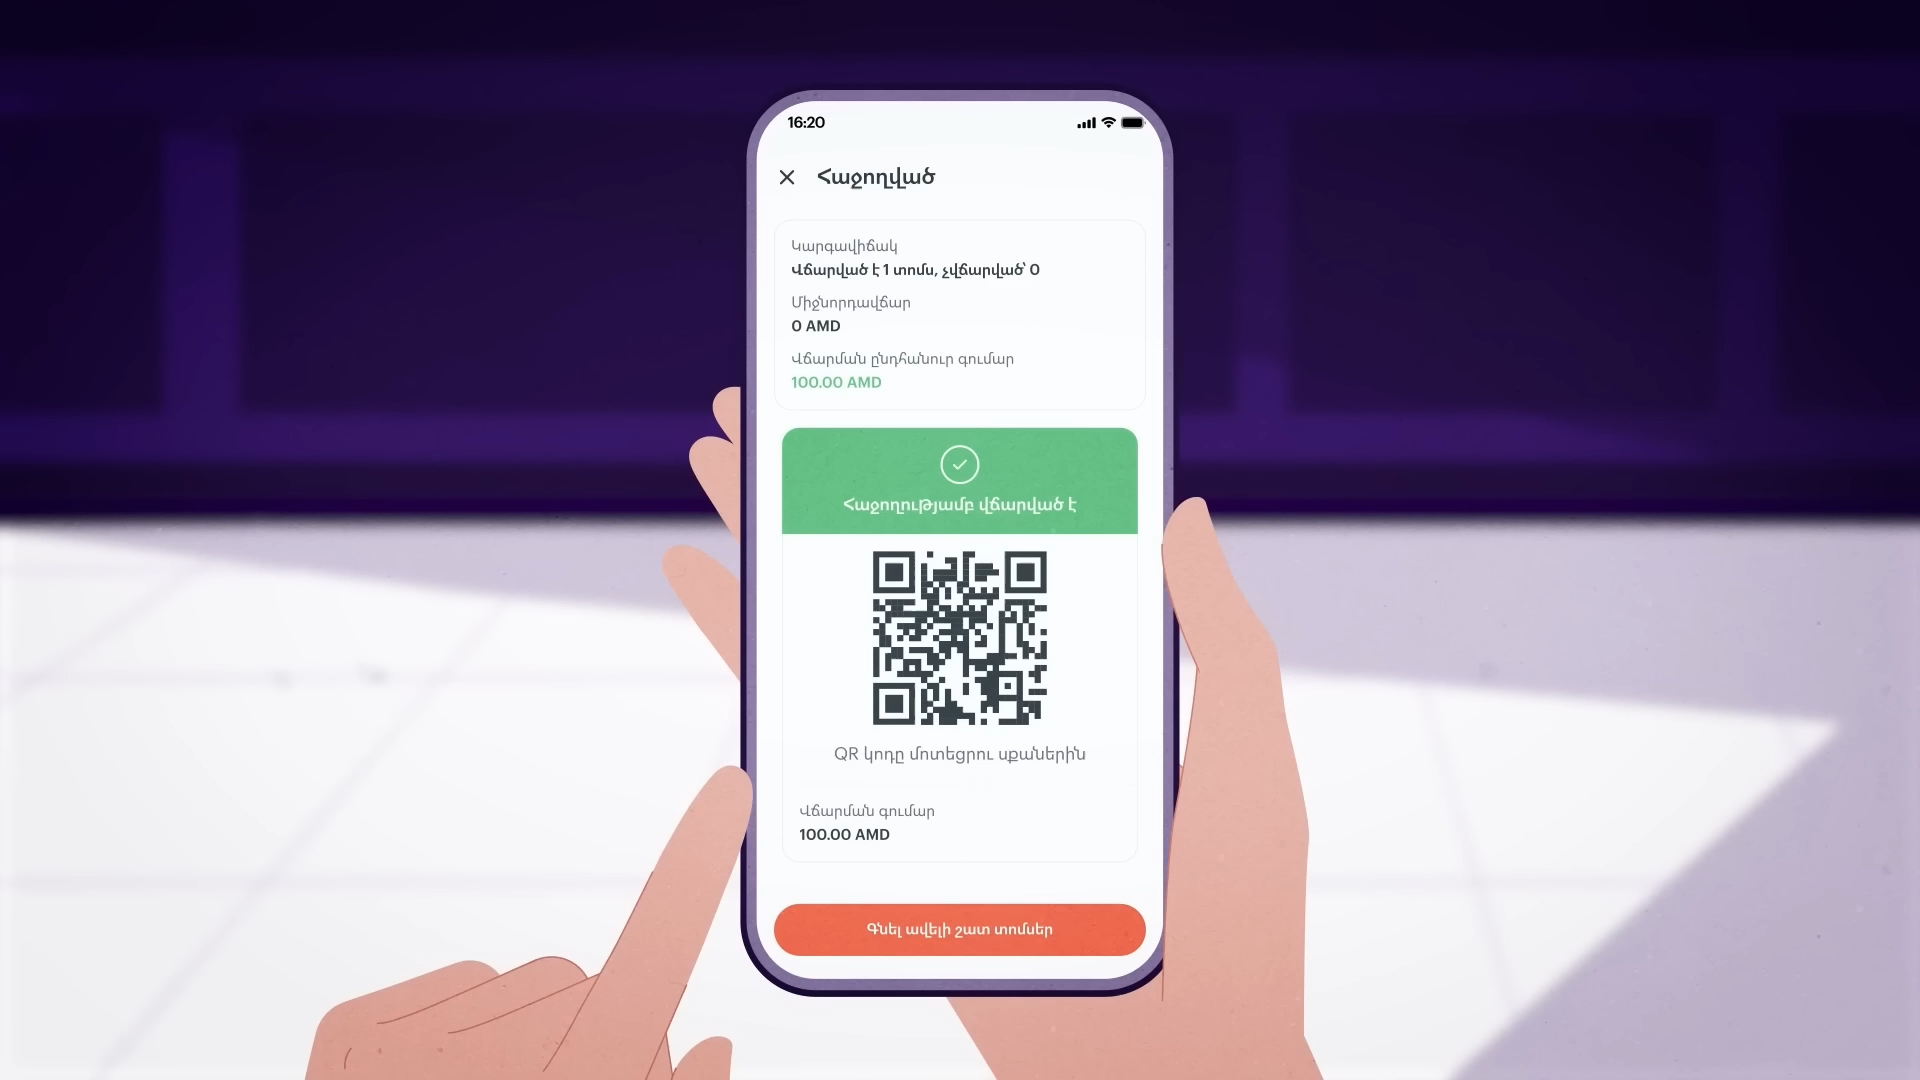 16:20
Հաջողված
Կարգավիճակ
Վճարված է 1 տոմս, չվճարված՝ 0
Միջնորդավճար
0 AMD
Վճարման ընդհանուր գումար
100.00 AMD
Հաջողությամբ վճարված է
QR կոդը մոտեցրու սքաներին
Վճարման գումար
100.00 AMD
Գնել ավելի շատ տոմսեր